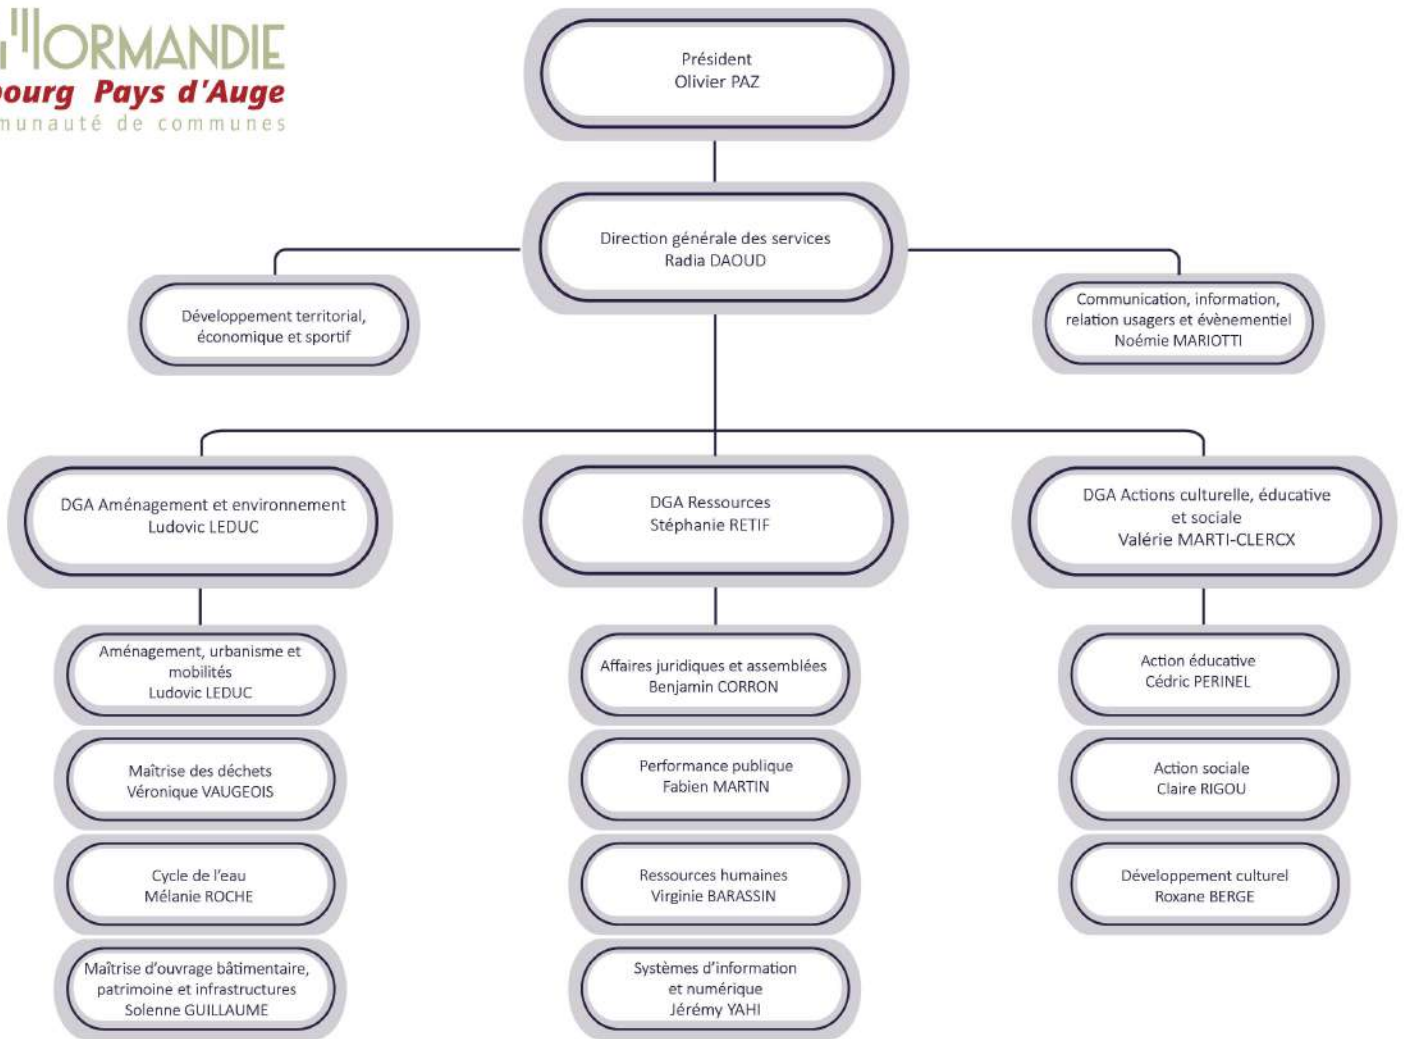 ORMANDIE
bourg Pays d'Auge
munauté de communes
Président
Olivier PAZ
Direction générale des services
Radia DAOUD
Développement territorial,
économique et sportif
Communication, information,
relation usagers et évènementiel
Noémie MARIOTTI
DGA Aménagement et environnement
Ludovic LEDUC
DGA Ressources
Stéphanie RETIF
DGA Actions culturelle, éducative
et sociale
Valérie MARTI-CLERCX
Aménagement, urbanisme et
mobilités
Ludovic LEDUC
Maîtrise des déchets
Véronique VAUGEOIS
Cycle de l'eau
Mélanie ROCHE
Maîtrise d'ouvrage bâtimentaire,
patrimoine et infrastructures
Solenne GUILLAUME
Affaires juridiques et assemblées
Benjamin CORRON
Performance publique
Fabien MARTIN
Ressources humaines
Virginie BARASSIN
Systèmes d'information
et numérique
Jérémy YAHI
Action éducative
Cédric PERINEL
Action sociale
Claire RIGOU
Développement culturel
Roxane BERGE